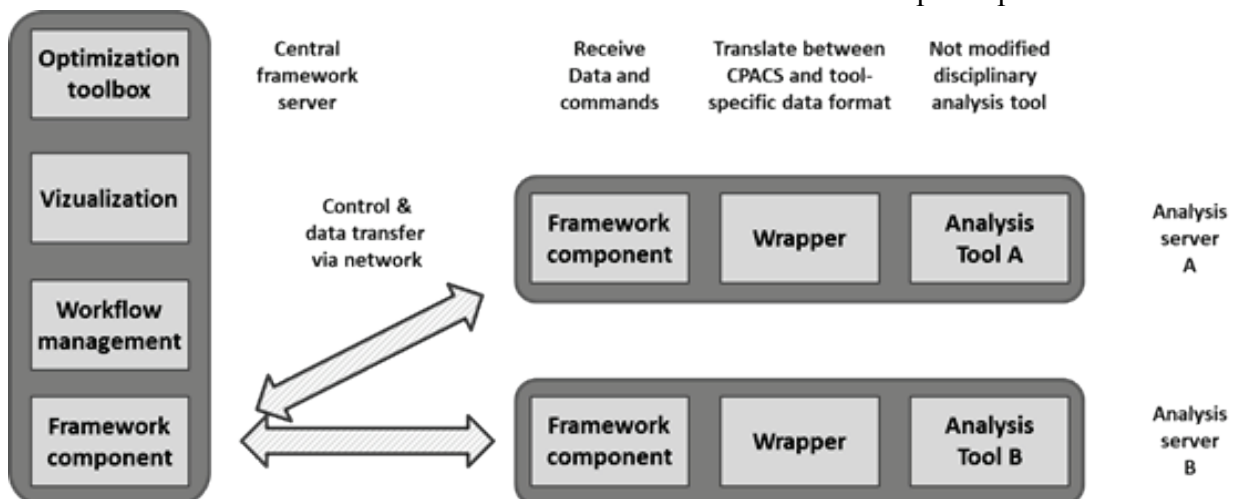 Optimization
toolbox
Central
framework
server
Receive
Data and
commands
Translate between
CPACS and tool-
specific data format
Not modified
disciplinary
analysis tool
Vizualization
Control &
data transfer
via network
Framework
component
Wrapper
Analysis
Tool A
Analysis
server
A
Workflow
management
Framework
component
Framework
component
Wrapper
Analysis
Tool B
Analysis
server
B